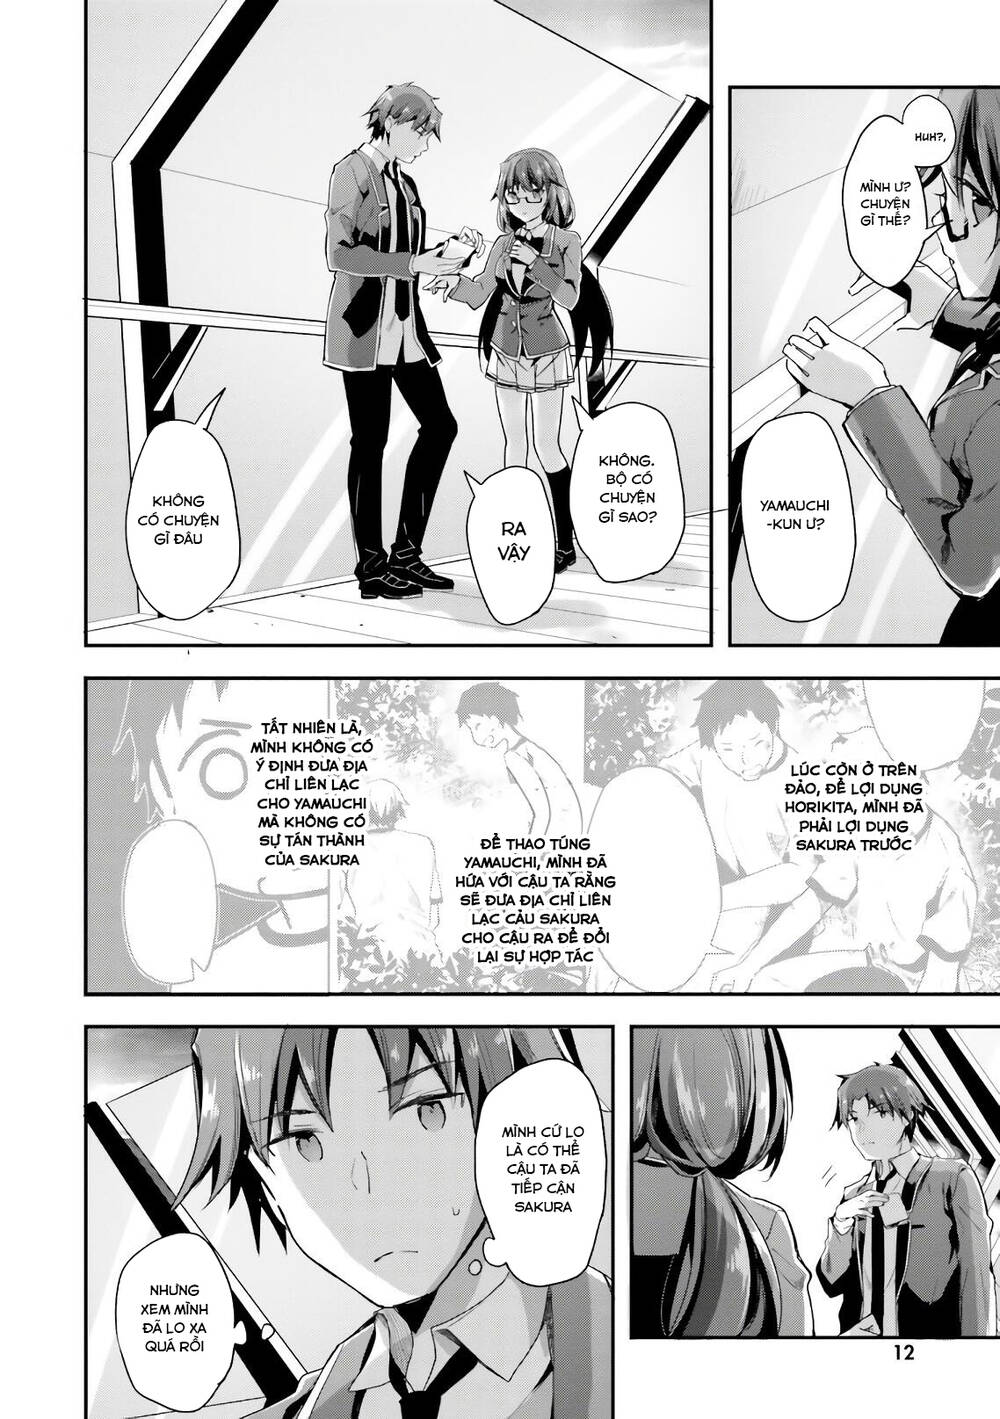 HUH?,
MÌNH Ư?
CHUYỆN
GÌ THẾ?
YAMAUCHI
-KUN Ư?
KHÔNG.
BỘ CÓ
CHUYỆN
GÌ SAO?
RA
VẬY
KHÔNG
CÓ CHUYỆN
GÌ ĐÂU
LÚC CÒN Ở TRÊN
ĐẢO, ĐỂ LỢI DỤNG
HORIKITA, MÌNH ĐÃ
PHẢI LỢI DỤNG
SAKURA TRƯỚC
ĐỂ THAO TÚNG
YAMAUCHI, MÌNH ĐÃ
HỨA VỚI CẬU TA RẰNG
SẼ ĐƯA ĐỊA CHỈ LIÊN
LẠC CẢU SAKURA
CHO CẬU RA ĐỂ ĐỔI
LẠI SỰ HỢP TÁC
TẤT NHIÊN LÀ,
MÌNH KHÔNG CÓ
Ý ĐỊNH ĐƯA ĐỊA
CHỈ LIÊN LẠC
CHO YAMAUCHI
MÀ KHÔNG CÓ
SỰ TÁN THÀNH
CỦA SAKURA
MÌNH CỨ LO
LÀ CÓ THỂ
CẬU TA ĐÃ
TIẾP CẬN
SAKURA
NHƯNG
XEM MÌNH
ĐÃ LO XA
QUÁ RỒI
12